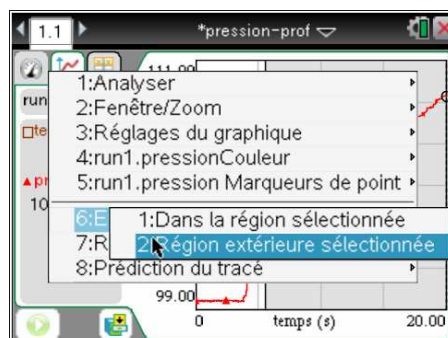 1.1 *pression-prof
111.00
run
te
1:Analyser
2:Fenêtre/Zoom
3:Réglages du graphique
4:run1.pressionCouleur
5:run1.pression Marqueurs de point
pr
10
6:E
1:Dans la région sélectionnée
7:R
2:Région extérieure sélectionnée
8:Prédiction du tracé
99.00
0 temps (s) 20.00